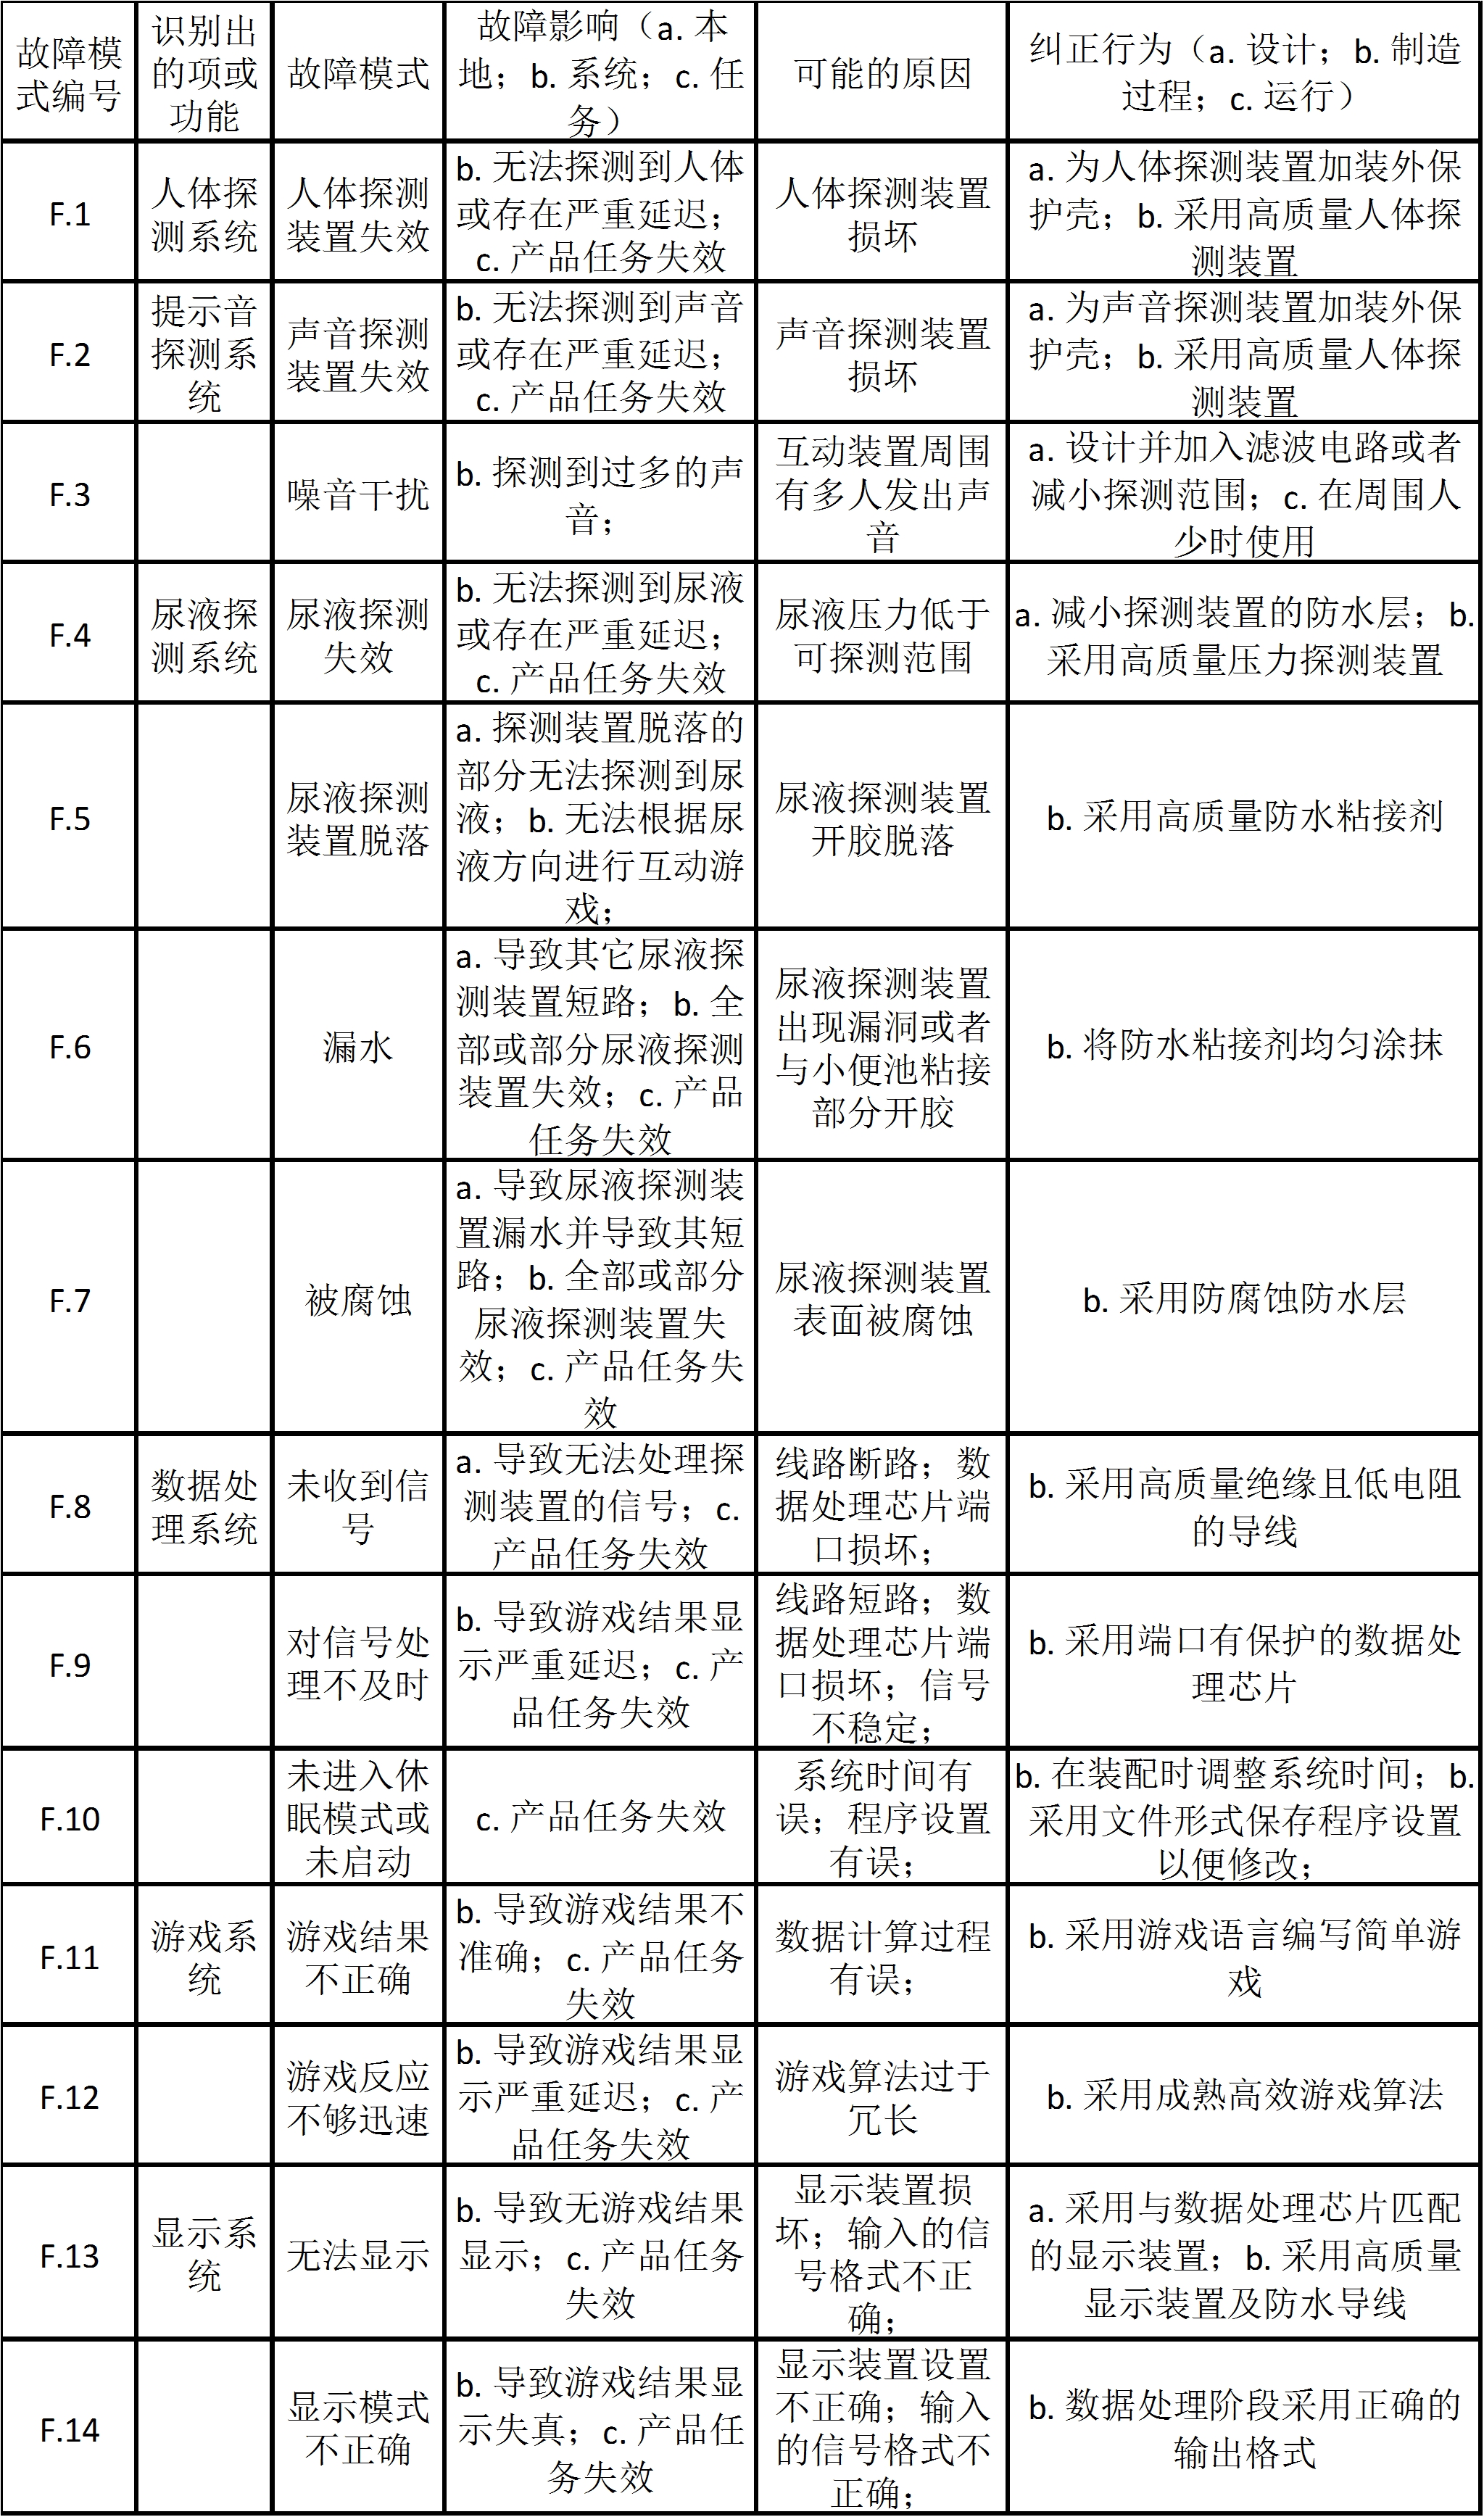 故障模
式编号
识别出
的项或
功能
故障模式
故障影响（a. 本
地；b. 系统；c. 任
务）
可能的原因
纠正行为（a. 设计；b. 制造
过程；c. 运行）
F.1
人体探
测系统
人体探测
装置失效
b. 无法探测到人体
或存在严重延迟；
c. 产品任务失效
人体探测装置
损坏
a. 为人体探测装置加装外保
护壳；b. 采用高质量人体探
测装置
F.2
提示音
探测系
统
声音探测
装置失效
b. 无法探测到声音
或存在严重延迟；
c. 产品任务失效
声音探测装置
损坏
a. 为声音探测装置加装外保
护壳；b. 采用高质量人体探
测装置
F.3
噪音干扰
b. 探测到过多的声
音；
互动装置周围
有多人发出声
音
a. 设计并加入滤波电路或者
减小探测范围；c. 在周围人
少时使用
F.4
尿液探
测系统
尿液探测
失效
b. 无法探测到尿液
或存在严重延迟；
c. 产品任务失效
尿液压力低于
可探测范围
a. 减小探测装置的防水层；b.
采用高质量压力探测装置
F.5
尿液探测
装置脱落
a. 探测装置脱落的
部分无法探测到尿
液；b. 无法根据尿
液方向进行互动游
戏；
尿液探测装置
开胶脱落
b. 采用高质量防水粘接剂
F.6
漏水
a. 导致其它尿液探
测装置短路；b. 全
部或部分尿液探测
装置失效；c. 产品
任务失效
尿液探测装置
出现漏洞或者
与小便池粘接
部分开胶
b. 将防水粘接剂均匀涂抹
F.7
被腐蚀
a. 导致尿液探测装
置漏水并导致其短
路；b. 全部或部分
尿液探测装置失
效；c. 产品任务失
效
尿液探测装置
表面被腐蚀
b. 采用防腐蚀防水层
F.8
数据处
理系统
未收到信
号
a. 导致无法处理探
测装置的信号；c.
产品任务失效
线路断路；数
据处理芯片端
口损坏；
b. 采用高质量绝缘且低电阻
的导线
F.9
对信号处
理不及时
b. 导致游戏结果显
示严重延迟；c. 产
品任务失效
线路短路；数
据处理芯片端
口损坏；信号
不稳定；
b. 采用端口有保护的数据处
理芯片
F.10
未进入休
眠模式或
未启动
c. 产品任务失效
系统时间有
误；程序设置
有误；
b. 在装配时调整系统时间；b.
采用文件形式保存程序设置
以便修改；
F.11
游戏系
统
游戏结果
不正确
b. 导致游戏结果不
准确；c. 产品任务
失效
数据计算过程
有误；
b. 采用游戏语言编写简单游
戏
F.12
游戏反应
不够迅速
b. 导致游戏结果显
示严重延迟；c. 产
品任务失效
游戏算法过于
冗长
b. 采用成熟高效游戏算法
F.13
显示系
统
无法显示
b. 导致无游戏结果
显示；c. 产品任务
失效
显示装置损
坏；输入的信
号格式不正
确；
a. 采用与数据处理芯片匹配
的显示装置；b. 采用高质量
显示装置及防水导线
F.14
显示模式
不正确
b. 导致游戏结果显
示失真；c. 产品任
务失效
显示装置设置
不正确；输入
的信号格式不
正确；
b. 数据处理阶段采用正确的
输出格式